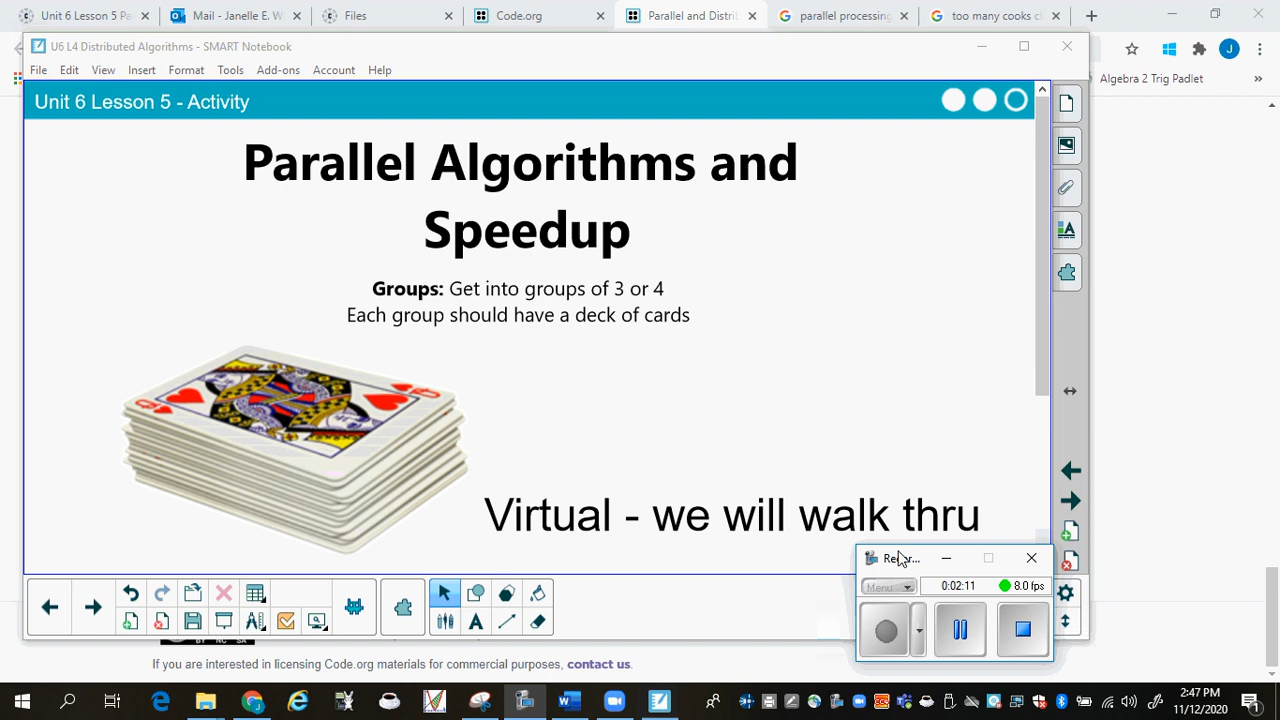 Unit 6 Lesson 5 Pa
Mail - Janelle E. W
Files
Code.org
Parallel and Distrib
parallel processing
too many cooks c
U6 L4 Distributed Algorithms - SMART Notebook
File Edit View Insert Format Tools Add-ons Account Help
Algebra 2 Trig Padlet
Unit 6 Lesson 5 - Activity
Parallel Algorithms and
Speedup
Groups: Get into groups of 3 or 4
Each group should have a deck of cards
Virtual - we will walk thru
Menu
0:02:11
8.0 fps
If you are interested in licensing Code.org materials for commercial purposes, contact us.
2:47 PM
11/12/2020